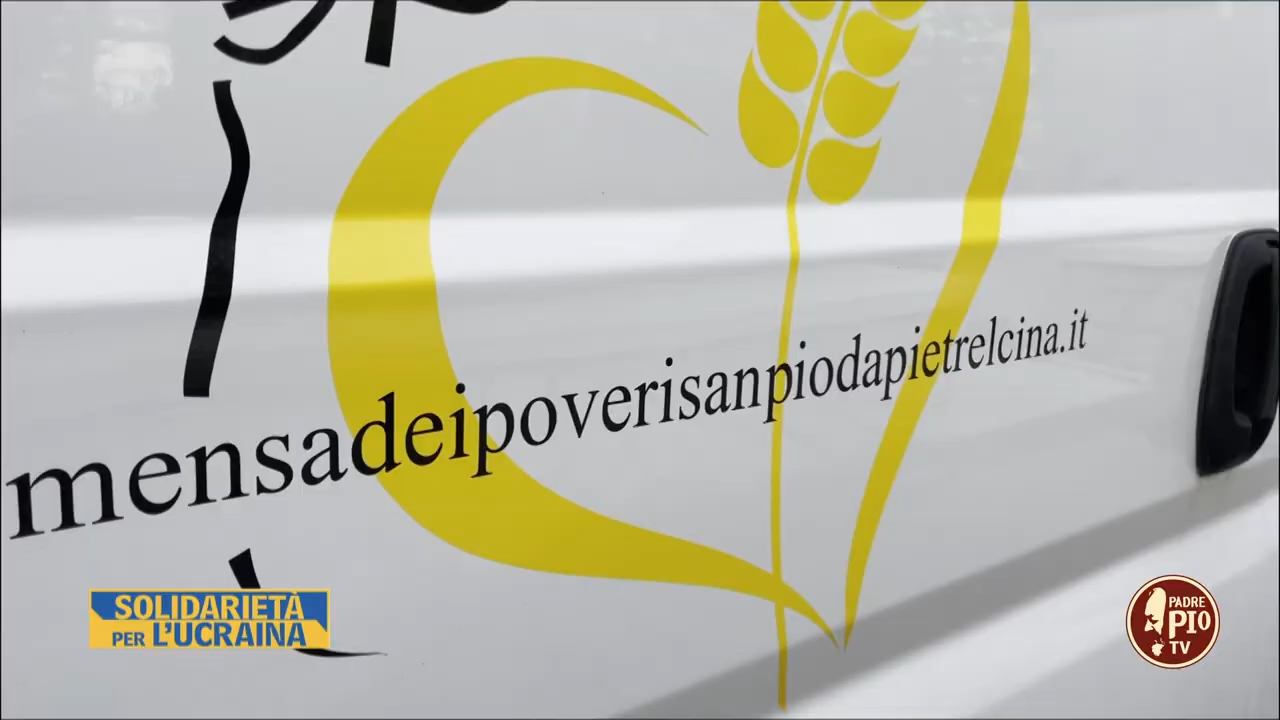 mensadeipoverisanpiodapietrelcina.it
SOLIDARIETÀ
PER L'UCRAINA
PADRE
PIO
TV